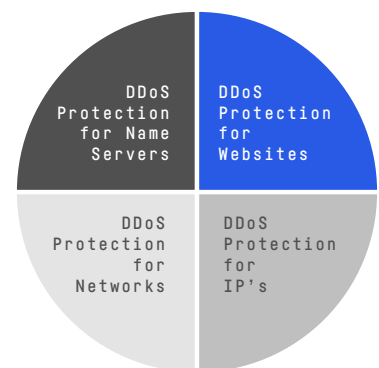 DDoS
Protection
for Name
Servers
DDoS
Protection
for
Websites
DDoS
Protection
for
Networks
DDoS
Protection
for
IP's